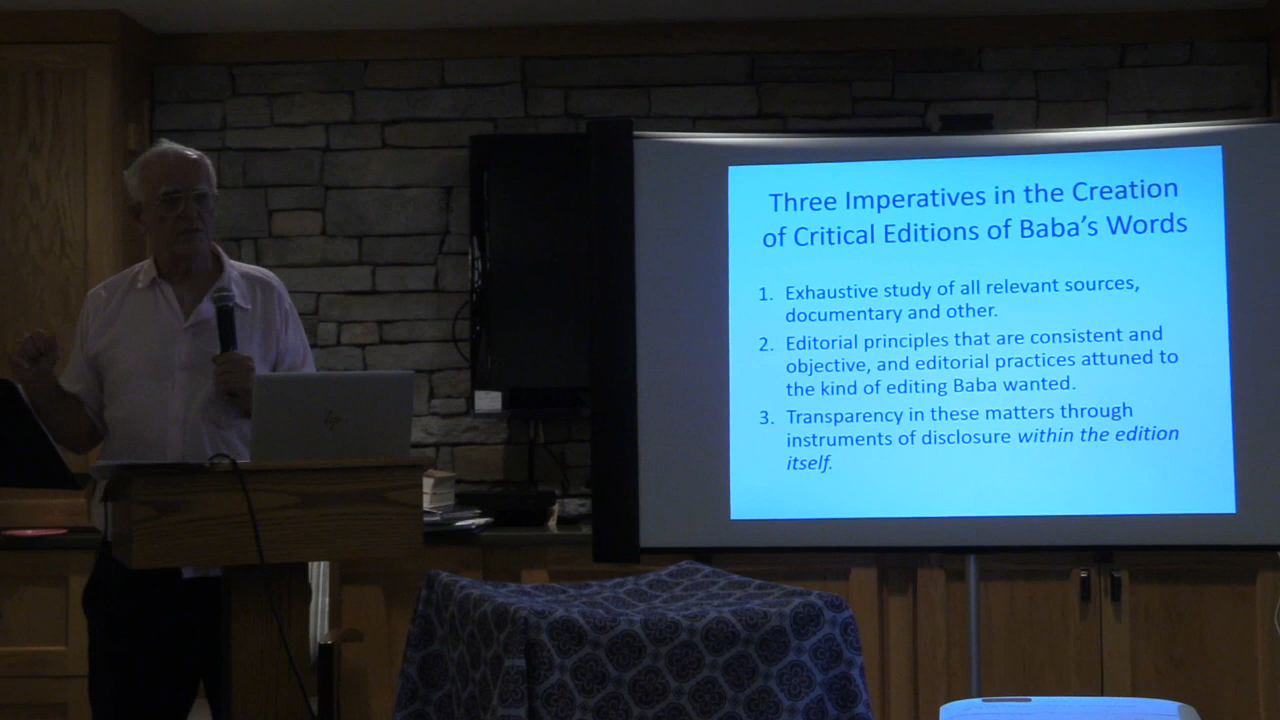 Three Imperatives in the Creation
of Critical Editions of Baba's Words
1. Exhaustive study of all relevant sources,
documentary and other.
2. Editorial principles that are consistent and
objective, and editorial practices attuned to
the kind of editing Baba wanted.
3. Transparency in these matters through
instruments of disclosure within the edition
itself.
hp